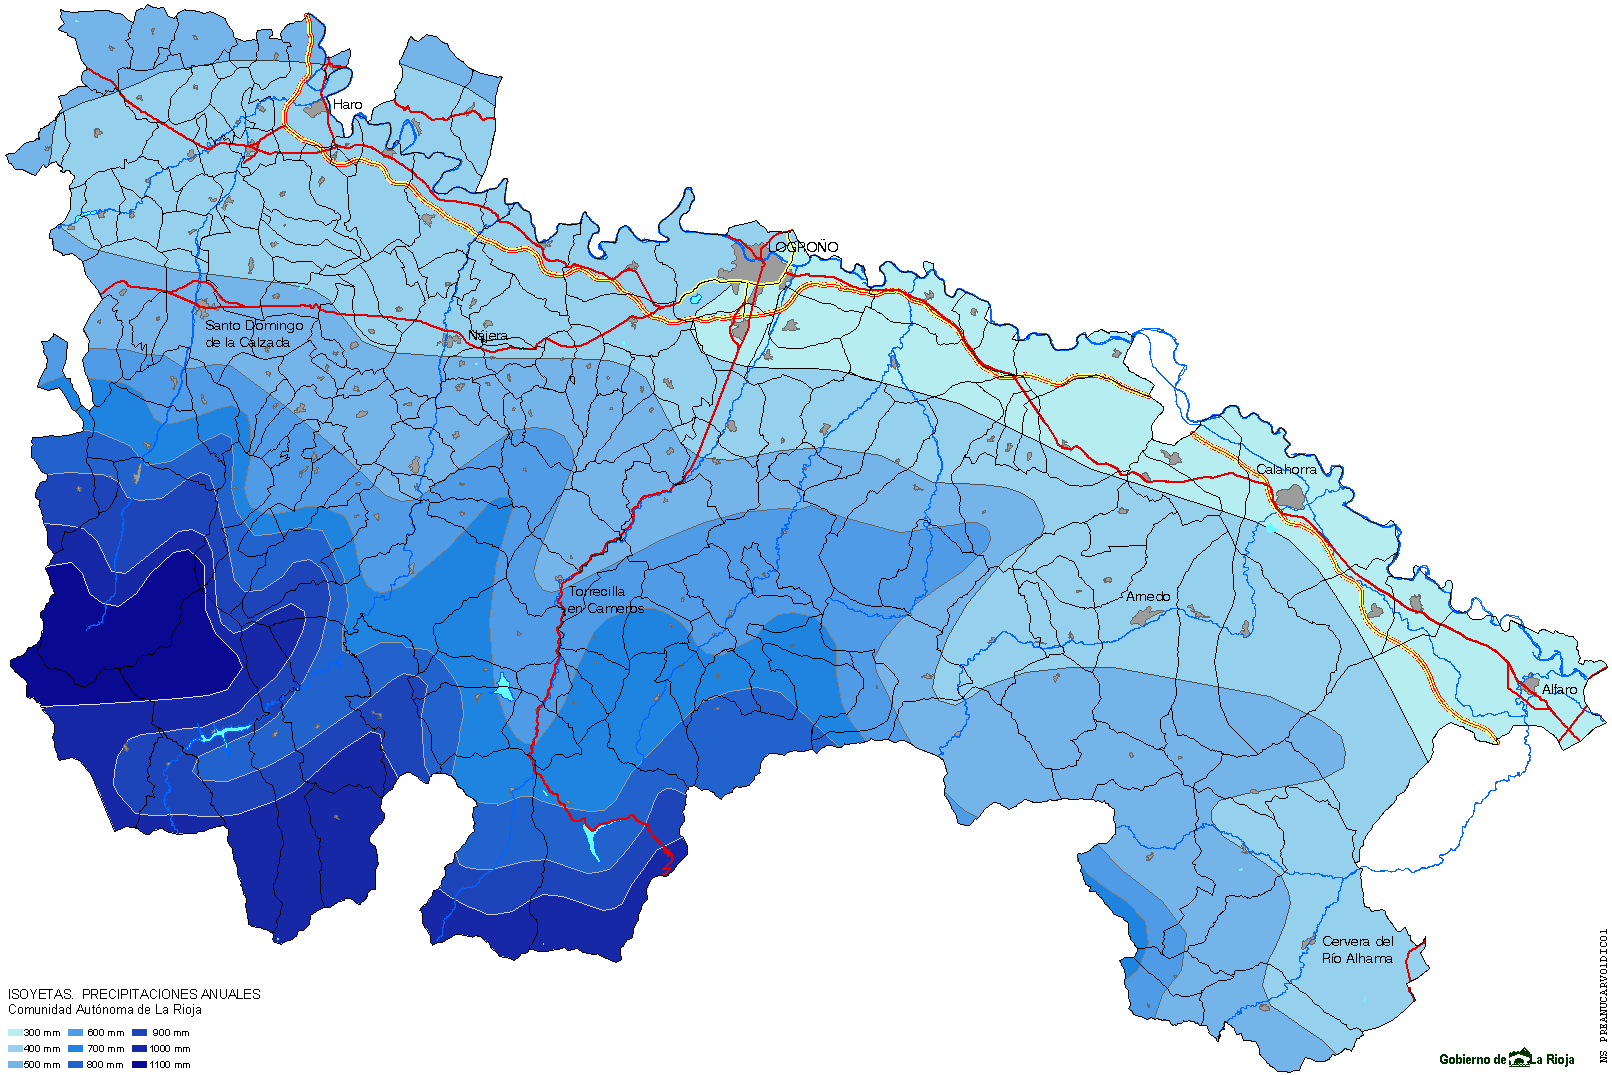 Haro
LOGROÑO
Santo Domingo
de la Calzada
Nájera
Calahorra
Torrecilla
en Cameros
Arnedo
Alfaro
Cervera del
Río Alhama
ISOYETAS. PRECIPITACIONES ANUALES
Comunidad Autónoma de La Rioja
300 mm 600 mm 900 mm
400 mm 700 mm 1000 mm
500 mm 800 mm 1100 mm
Gobierno de La Rioja
NS PPREANUCARV01DIC01